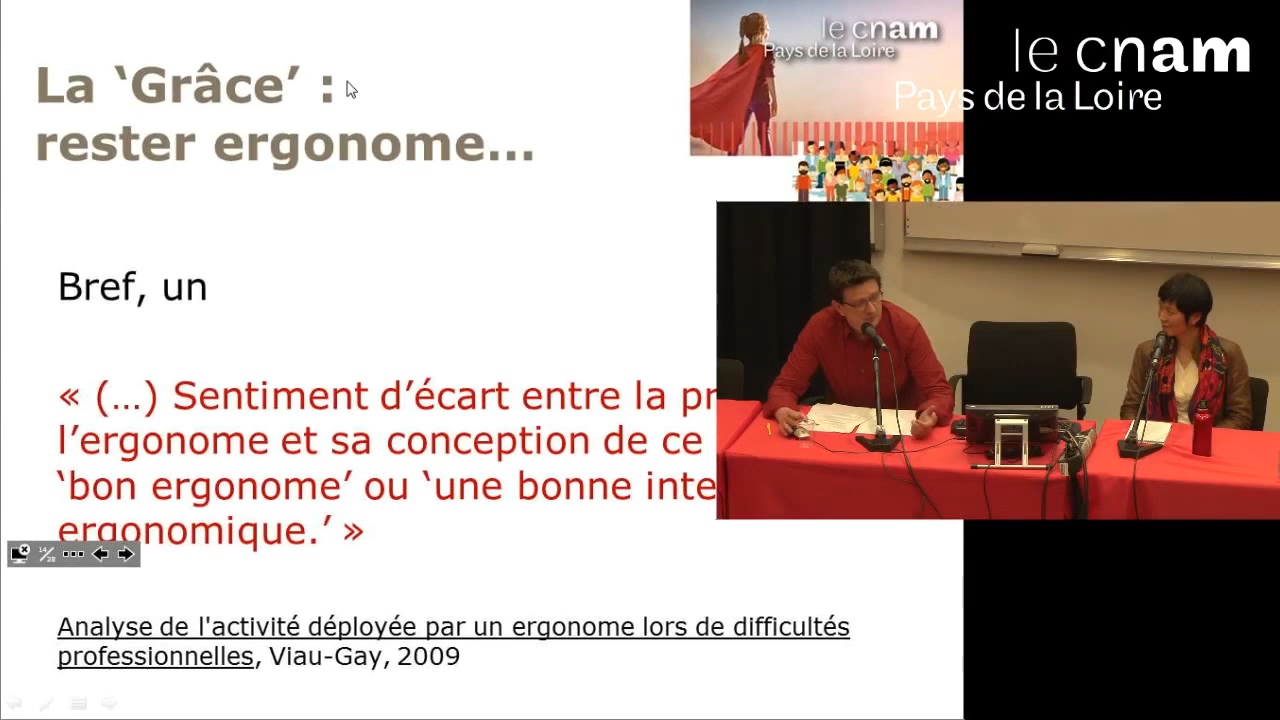 La ‘Grâce’ :
rester ergonome…
le cnam
Pays de la Loire
le cnam
Pays de la Loire
Bref, un
« (…) Sentiment d’écart entre la
l’ergonome et sa conception de ce
‘bon ergonome’ ou ‘une bonne
ergonomique.’ »
14/28
Analyse de l'activité déployée par un ergonome lors de difficultés
professionnelles, Viau-Gay, 2009